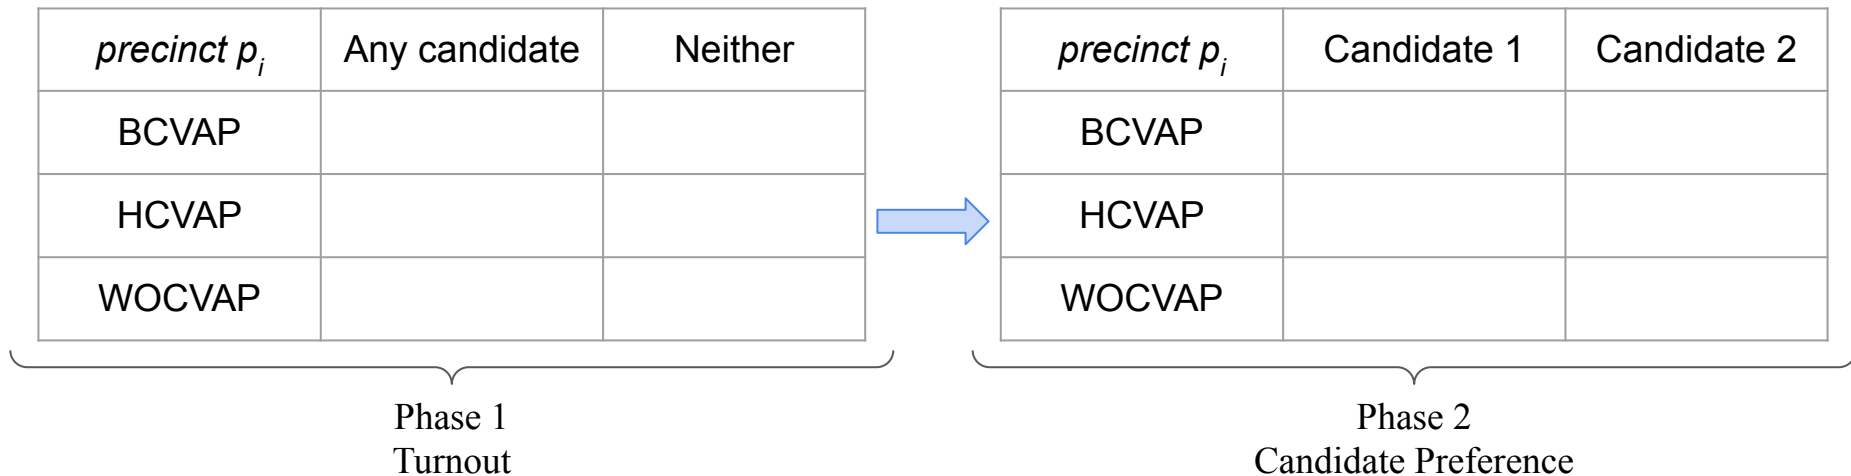 precinct p_i Any candidate Neither
BCVAP
HCVAP
WOCVAP
Phase 1
Turnout
precinct p_i Candidate 1 Candidate 2
BCVAP
HCVAP
WOCVAP
Phase 2
Candidate Preference